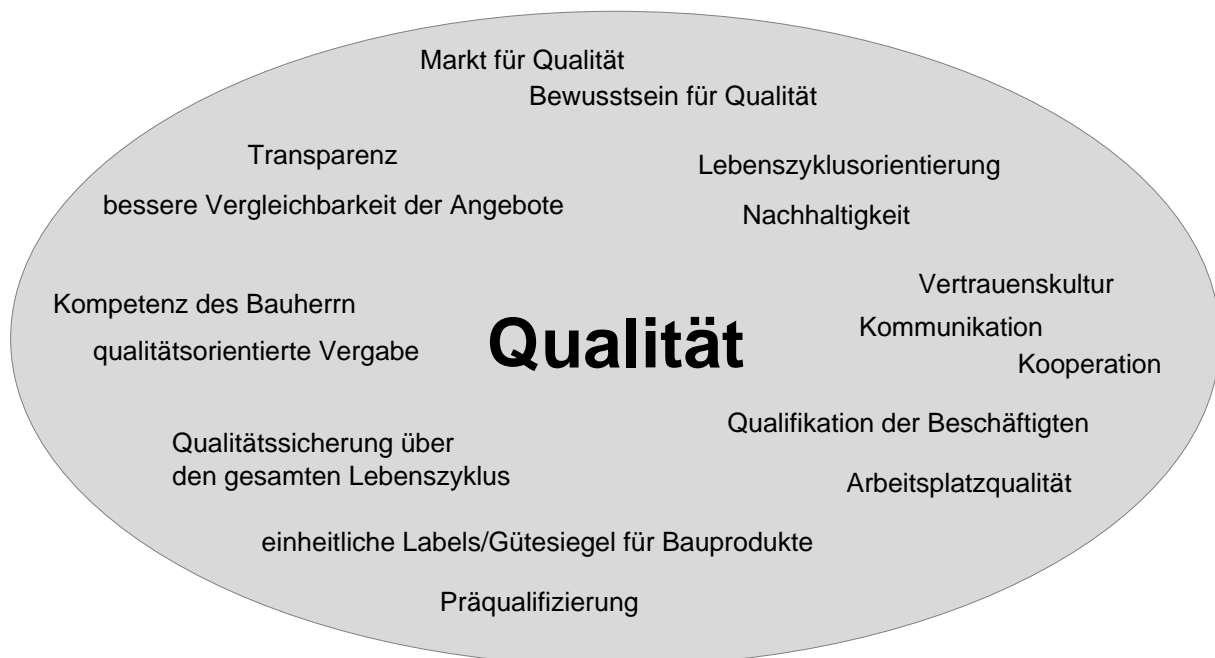 Markt für Qualität
Bewusstsein für Qualität
Transparenz
Lebenszyklusorientierung
bessere Vergleichbarkeit der Angebote
Nachhaltigkeit
Vertrauenskultur
Kompetenz des Bauherrn
Kommunikation
Qualität
qualitätsorientierte Vergabe
Kooperation
Qualifikation der Beschäftigten
Qualitätssicherung über
den gesamten Lebenszyklus
Arbeitsplatzqualität
einheitliche Labels/Gütesiegel für Bauprodukte
Präqualifizierung